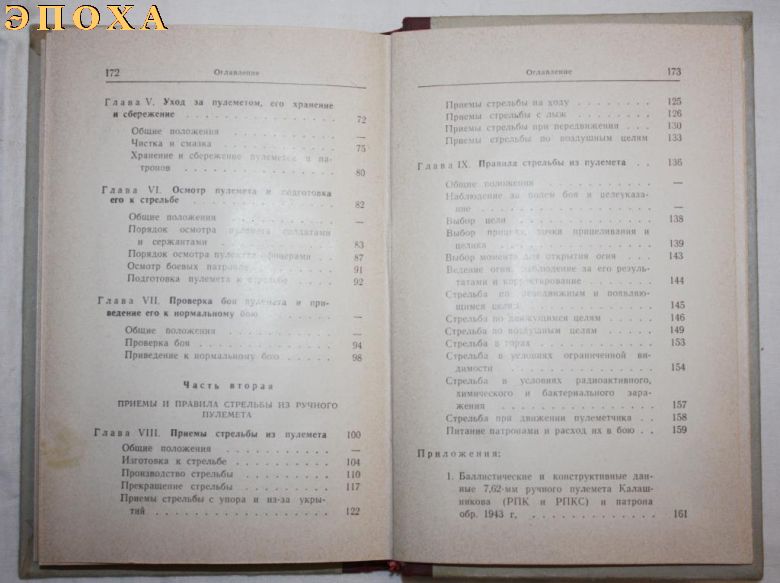 ЭПОХА
172 Оглавление
Глава V. Уход за пулеметом, его хранение
и сбережение . . . . . . . . . . . . 72
Общие положения . . . . . . . . . —
Чистка и смазка . . . . . . . . . 75
Хранение и сбережение пулеметов и па-
тронов . . . . . . . . . . . . 80
Глава VI. Осмотр пулемета и подготовка
его к стрельбе . . . . . . . . . . . 82
Общие положения . . . . . . . . . —
Порядок осмотра пулемета солдатами
и сержантами . . . . . . . . . 83
Порядок осмотра пулемета офицерами . 87
Осмотр боевых патронов . . . . . . 91
Подготовка пулемета к стрельбе . . . 92
Глава VII. Проверка боя пулемета и при-
ведение его к нормальному бою . . . . —
Общие положения . . . . . . . . . —
Проверка боя . . . . . . . . . . 94
Приведение к нормальному бою . . . . 98
Часть вторая
ПРИЕМЫ И ПРАВИЛА СТРЕЛЬБЫ ИЗ РУЧНОГО
ПУЛЕМЕТА
Глава VIII. Приемы стрельбы из пулемета 100
Общие положения . . . . . . . . . —
Изготовка к стрельбе . . . . . . . 104
Производство стрельбы . . . . . . . 110
Прекращение стрельбы . . . . . . . 117
Приемы стрельбы с упора и из-за укры-
тий . . . . . . . . . . . . . 122
Оглавление 173
Приемы стрельбы на ходу . . . . . . 125
Приемы стрельбы с лыж . . . . . . 126
Приемы стрельбы при передвижении . . . 130
Приемы стрельбы по воздушным целям 133
Глава IX. Правила стрельбы из пулемета . . 136
Общие положения . . . . . . . . . —
Наблюдение за полем боя и целеуказа-
ние . . . . . . . . . . . . . —
Выбор цели . . . . . . . . . . . 138
Выбор прицела, точки прицеливания и
целика . . . . . . . . . . . . 139
Выбор момента для открытия огня . . . 143
Ведение огня, наблюдение за его резуль-
татами и корректирование . . . . . 144
Стрельба по неподвижным и появляю-
щимся целям . . . . . . . . . . 145
Стрельба по движущимся целям . . . . 146
Стрельба по воздушным целям . . . . 149
Стрельба в горах . . . . . . . . . 153
Стрельба в условиях ограниченной ви-
димости . . . . . . . . . . . . 154
Стрельба в условиях радиоактивного,
химического и бактериального зара-
жения . . . . . . . . . . . . 157
Стрельба при движении пулеметчика . . 158
Питание патронами и расход их в бою . . 159
Приложения:
1. Баллистические и конструктивные дан-
ные 7,62-мм ручного пулемета Калаш-
никова (РПК и РПКС) и патрона
обр. 1943 г. . . . . . . . . . . . 161